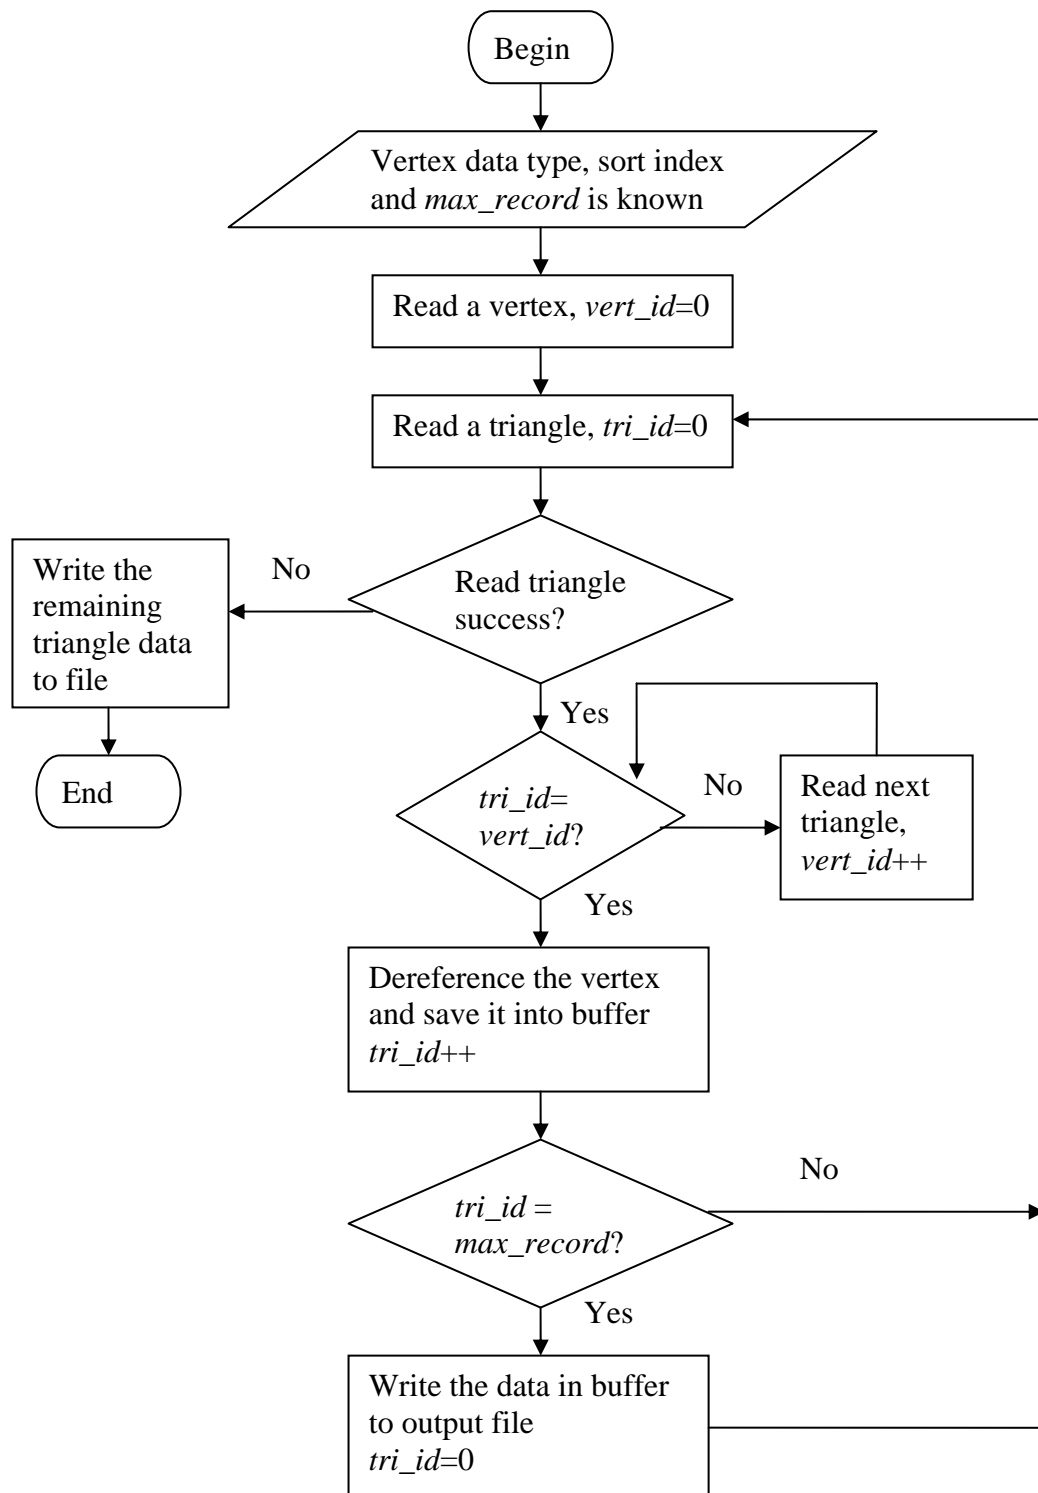 Begin
Vertex data type, sort index
and max_record is known
Read a vertex, vert_id=0
Read a triangle, tri_id=0
Read triangle
success?
No
Write the
remaining
triangle data
to file
End
Yes
tri_id=
vert_id?
No
Read next
triangle,
vert_id++
Yes
Dereference the vertex
and save it into buffer
tri_id++
tri_id =
max_record?
No
Yes
Write the data in buffer
to output file
tri_id=0